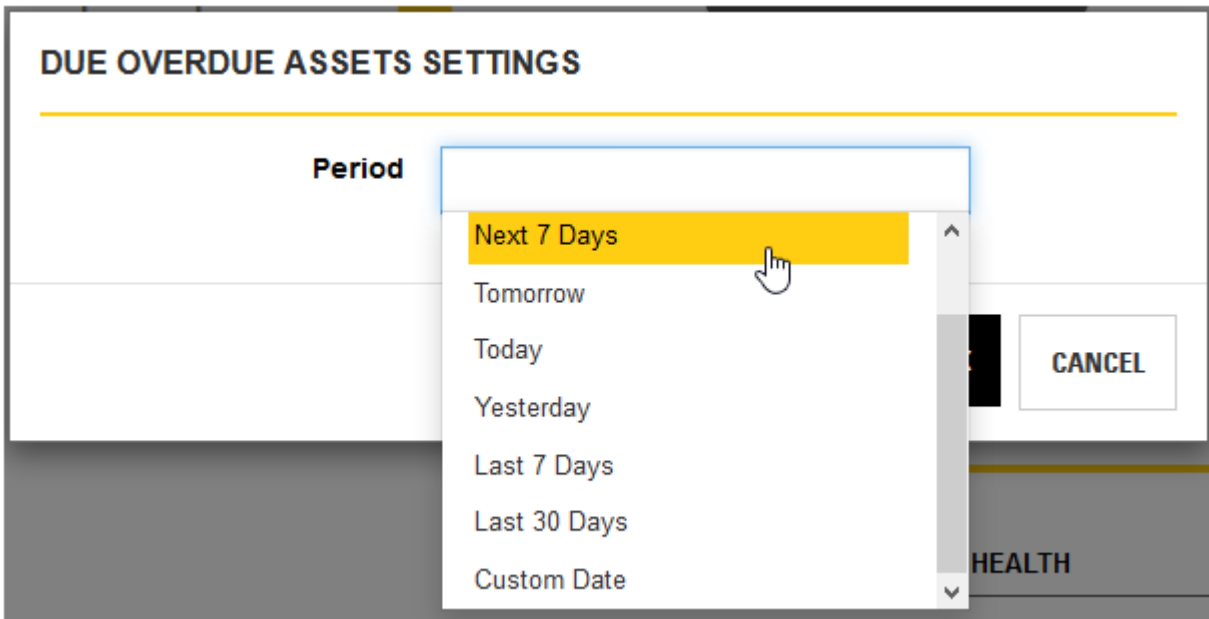 DUE OVERDUE ASSETS SETTINGS
Period
Next 7 Days
Tomorrow
Today
CANCEL
Yesterday
Last 7 Days
Last 30 Days
HEALTH
Custom Date